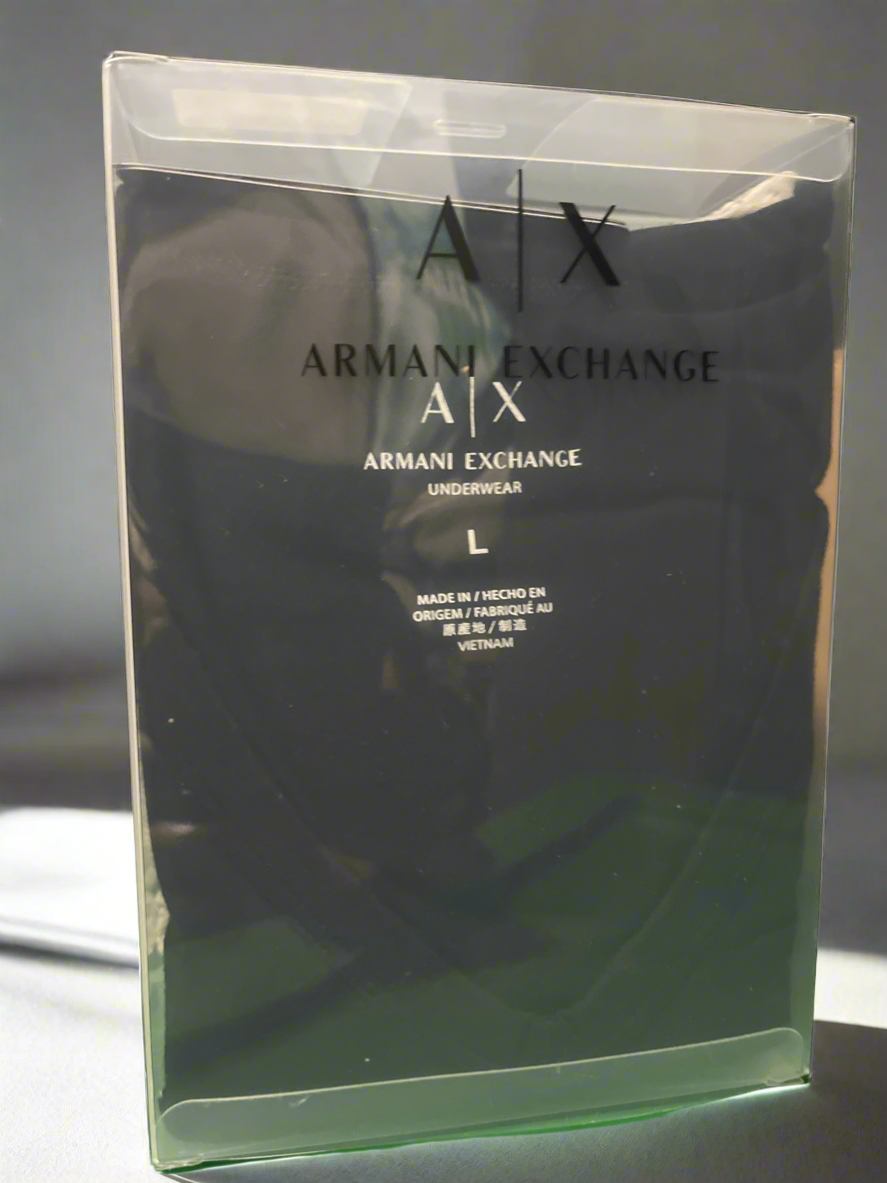 A|X
ARMANI EXCHANGE
A|X
ARMANI EXCHANGE
UNDERWEAR
L
MADE IN / HECHO EN
ORIGEM / FABRIQUÉ AU
原産地 / 制造
VIETNAM